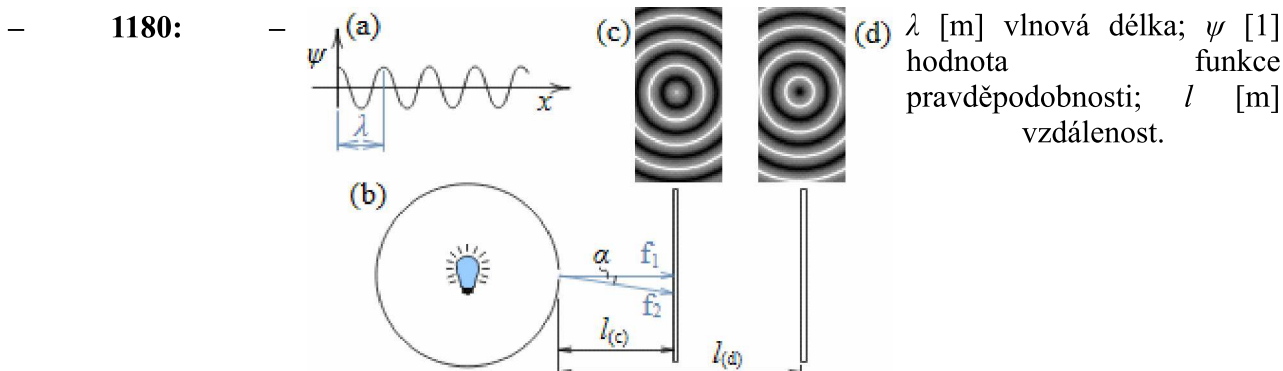 – 1180: –
(a)
ψ
x
λ
(b)
(c)
(d)
α
f₁
f₂
l(c)
l(d)
λ [m] vlnová délka; ψ [1]
hodnota funkce
pravděpodobnosti; l [m]
vzdálenost.